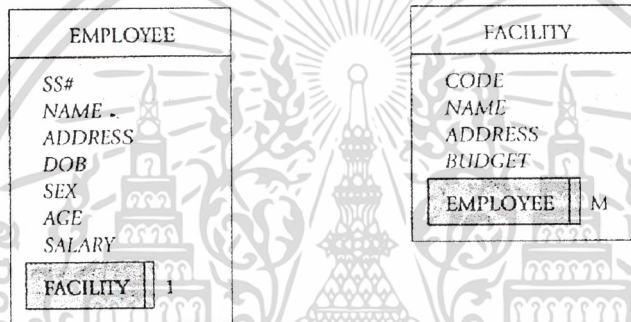 EMPLOYEE
SS#
NAME
ADDRESS
DOB
SEX
AGE
SALARY
FACILITY 1
FACILITY
CODE
NAME
ADDRESS
BUDGET
EMPLOYEE M